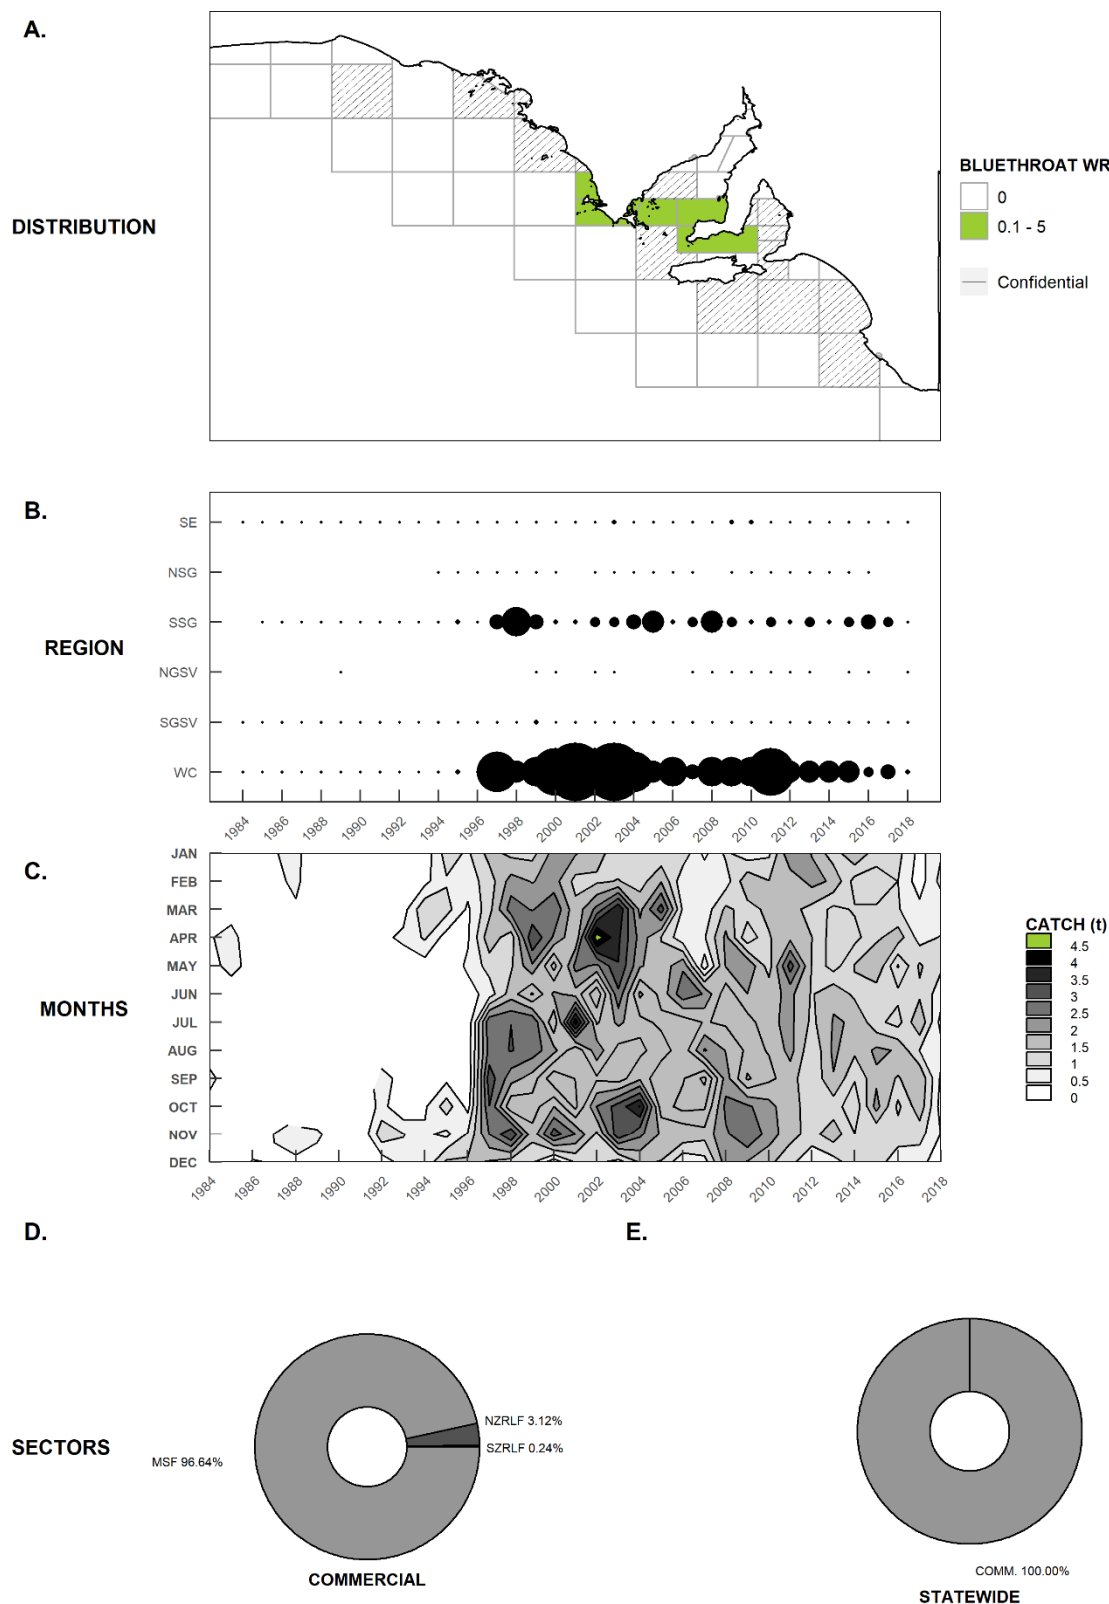 A.
DISTRIBUTION
BLUETHROAT WR
0
0.1 - 5
Confidential
B.
REGION
SE
NSG
SSG
NGSV
SGSV
WC
1984 1986 1988 1990 1992 1994 1996 1998 2000 2002 2004 2006 2008 2010 2012 2014 2016 2018
C.
MONTHS
JAN
FEB
MAR
APR
MAY
JUN
JUL
AUG
SEP
OCT
NOV
DEC
1984 1986 1988 1990 1992 1994 1996 1998 2000 2002 2004 2006 2008 2010 2012 2014 2016 2018
CATCH (t)
4.5
4
3.5
3
2.5
2
1.5
1
0.5
0
D.
E.
SECTORS
NZRLF 3.12%
SZRLF 0.24%
MSF 96.64%
COMMERCIAL
COMM. 100.00%
STATEWIDE